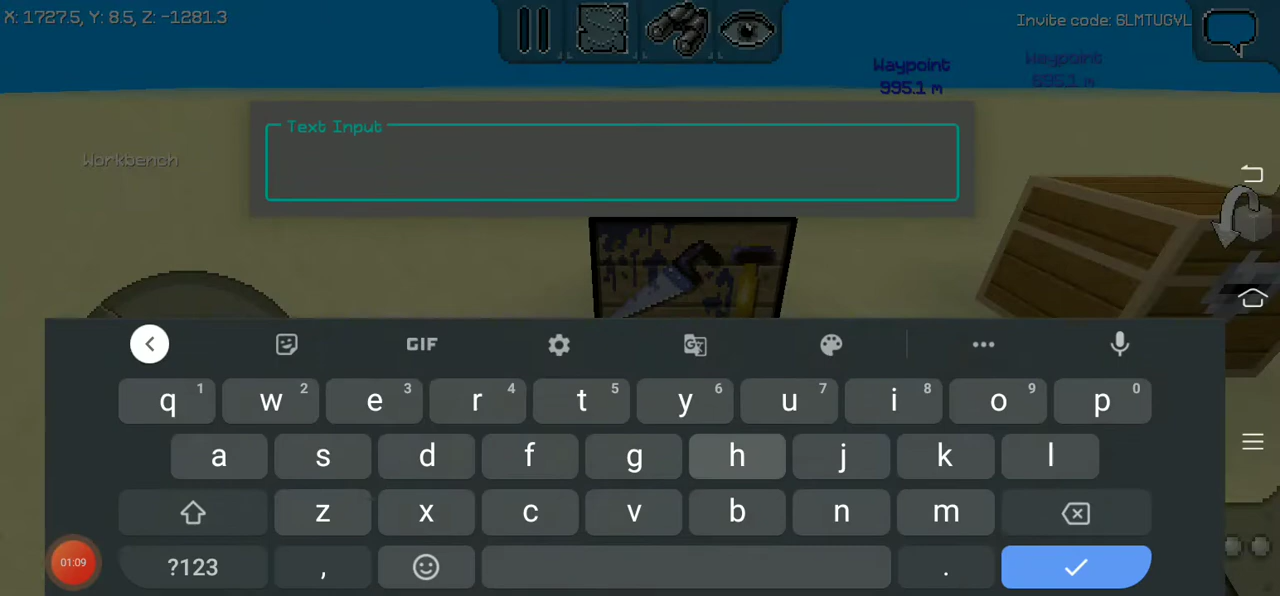 X: 1727.5, Y: 8.5, Z: -1281.3
Invite code: 6LMTUGYL
Waypoint
995.1 m
Waypoint
695.1 m
Text Input
Workbench
GIF
q 1 w 2 e 3 r 4 t 5 y 6 u 7 i 8 o 9 p 0
a s d f g h j k l
z x c v b n m
?123 , .
01:09